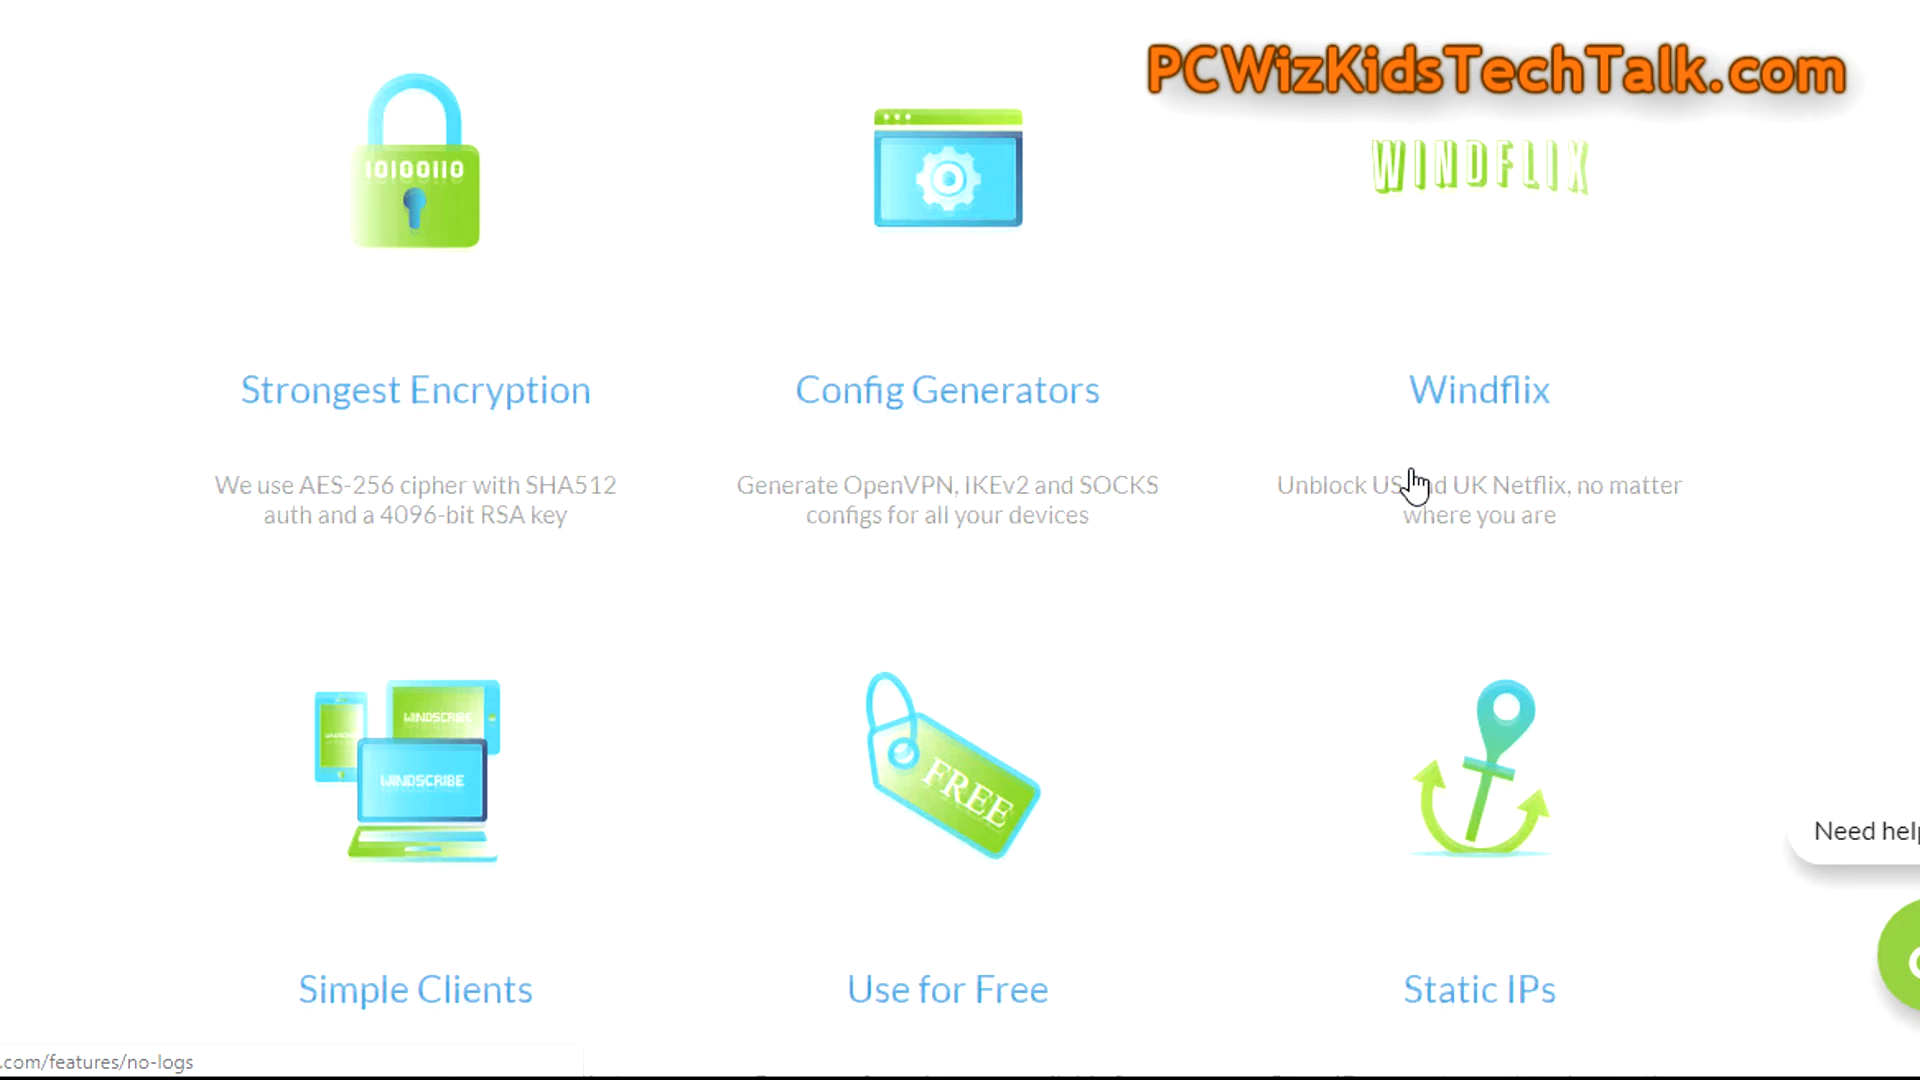 PCWizKidsTechTalk.com
10100110
WINDFLIX
Strongest Encryption
Config Generators
Windflix
We use AES-256 cipher with SHA512
auth and a 4096-bit RSA key
Generate OpenVPN, IKEv2 and SOCKS
configs for all your devices
Unblock US and UK Netflix, no matter
where you are
WINDSCRIBE
WINDSCRIBE
WINDSCRIBE
FREE
Need help
Simple Clients
Use for Free
Static IPs
.com/features/no-logs